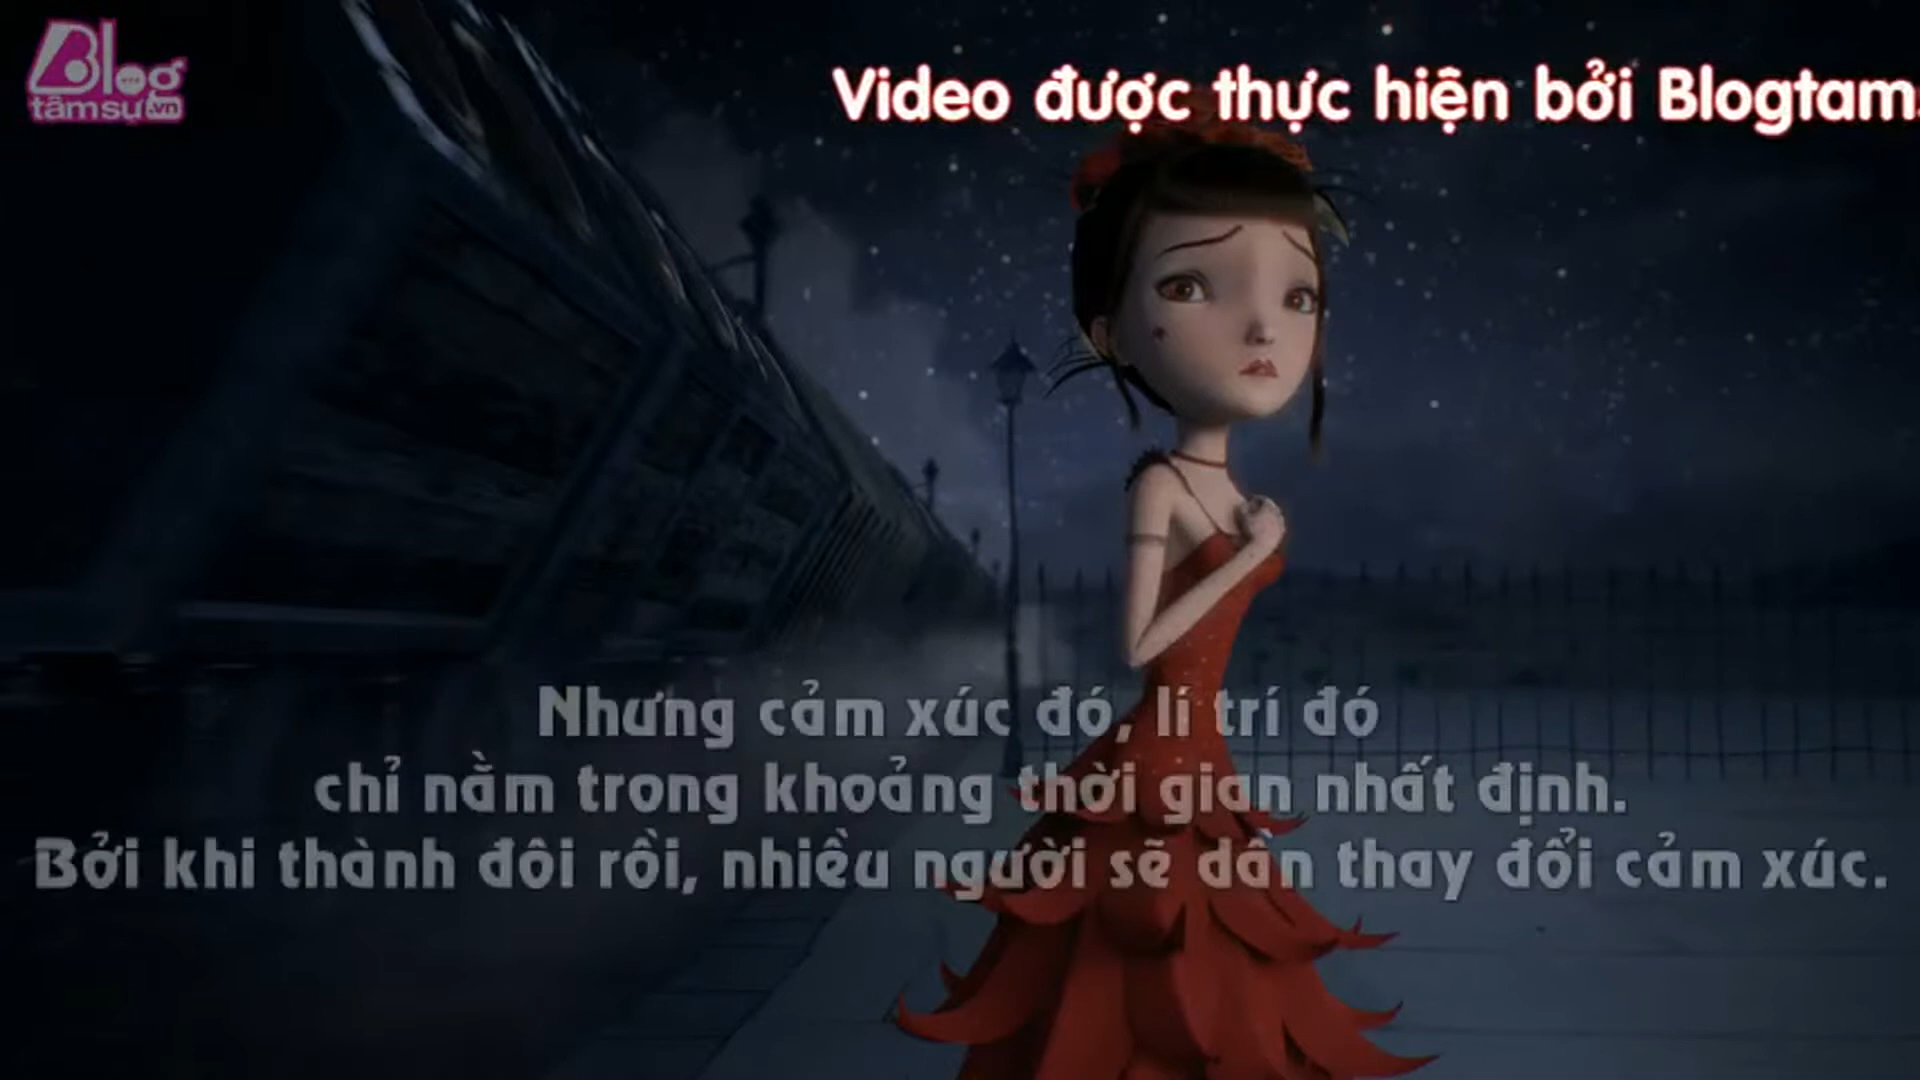 Blog
tâmsự.vn
Video được thực hiện bởi Blogtam
Nhưng cảm xúc đó, lí trí đó
chỉ nằm trong khoảng thời gian nhất định.
Bởi khi thành đôi rồi, nhiều người sẽ dần thay đổi cảm xúc.